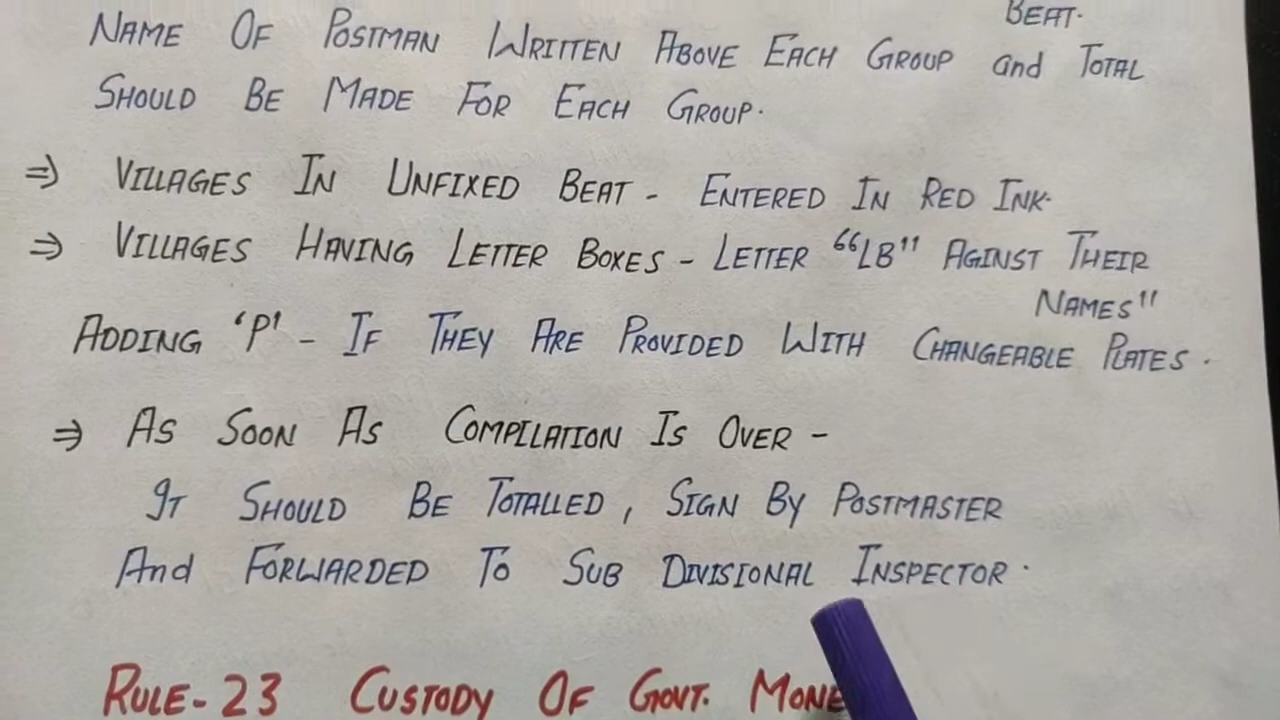 BEAT.
NAME OF POSTMAN WRITTEN ABOVE EACH GROUP and TOTAL
SHOULD BE MADE FOR EACH GROUP.
⇒ VILLAGES IN UNFIXED BEAT - ENTERED IN RED INK.
⇒ VILLAGES HAVING LETTER BOXES - LETTER "LB" AGINST THEIR
NAMES"
ADDING 'P' - IF THEY ARE PROVIDED WITH CHANGEABLE PLATES.
⇒ AS SOON AS COMPILATION IS OVER -
IT SHOULD BE TOTALLED, SIGN BY POSTMASTER
And FORWARDED TO SUB DIVISIONAL INSPECTOR.
RULE-23 CUSTODY OF GOVT. MONE